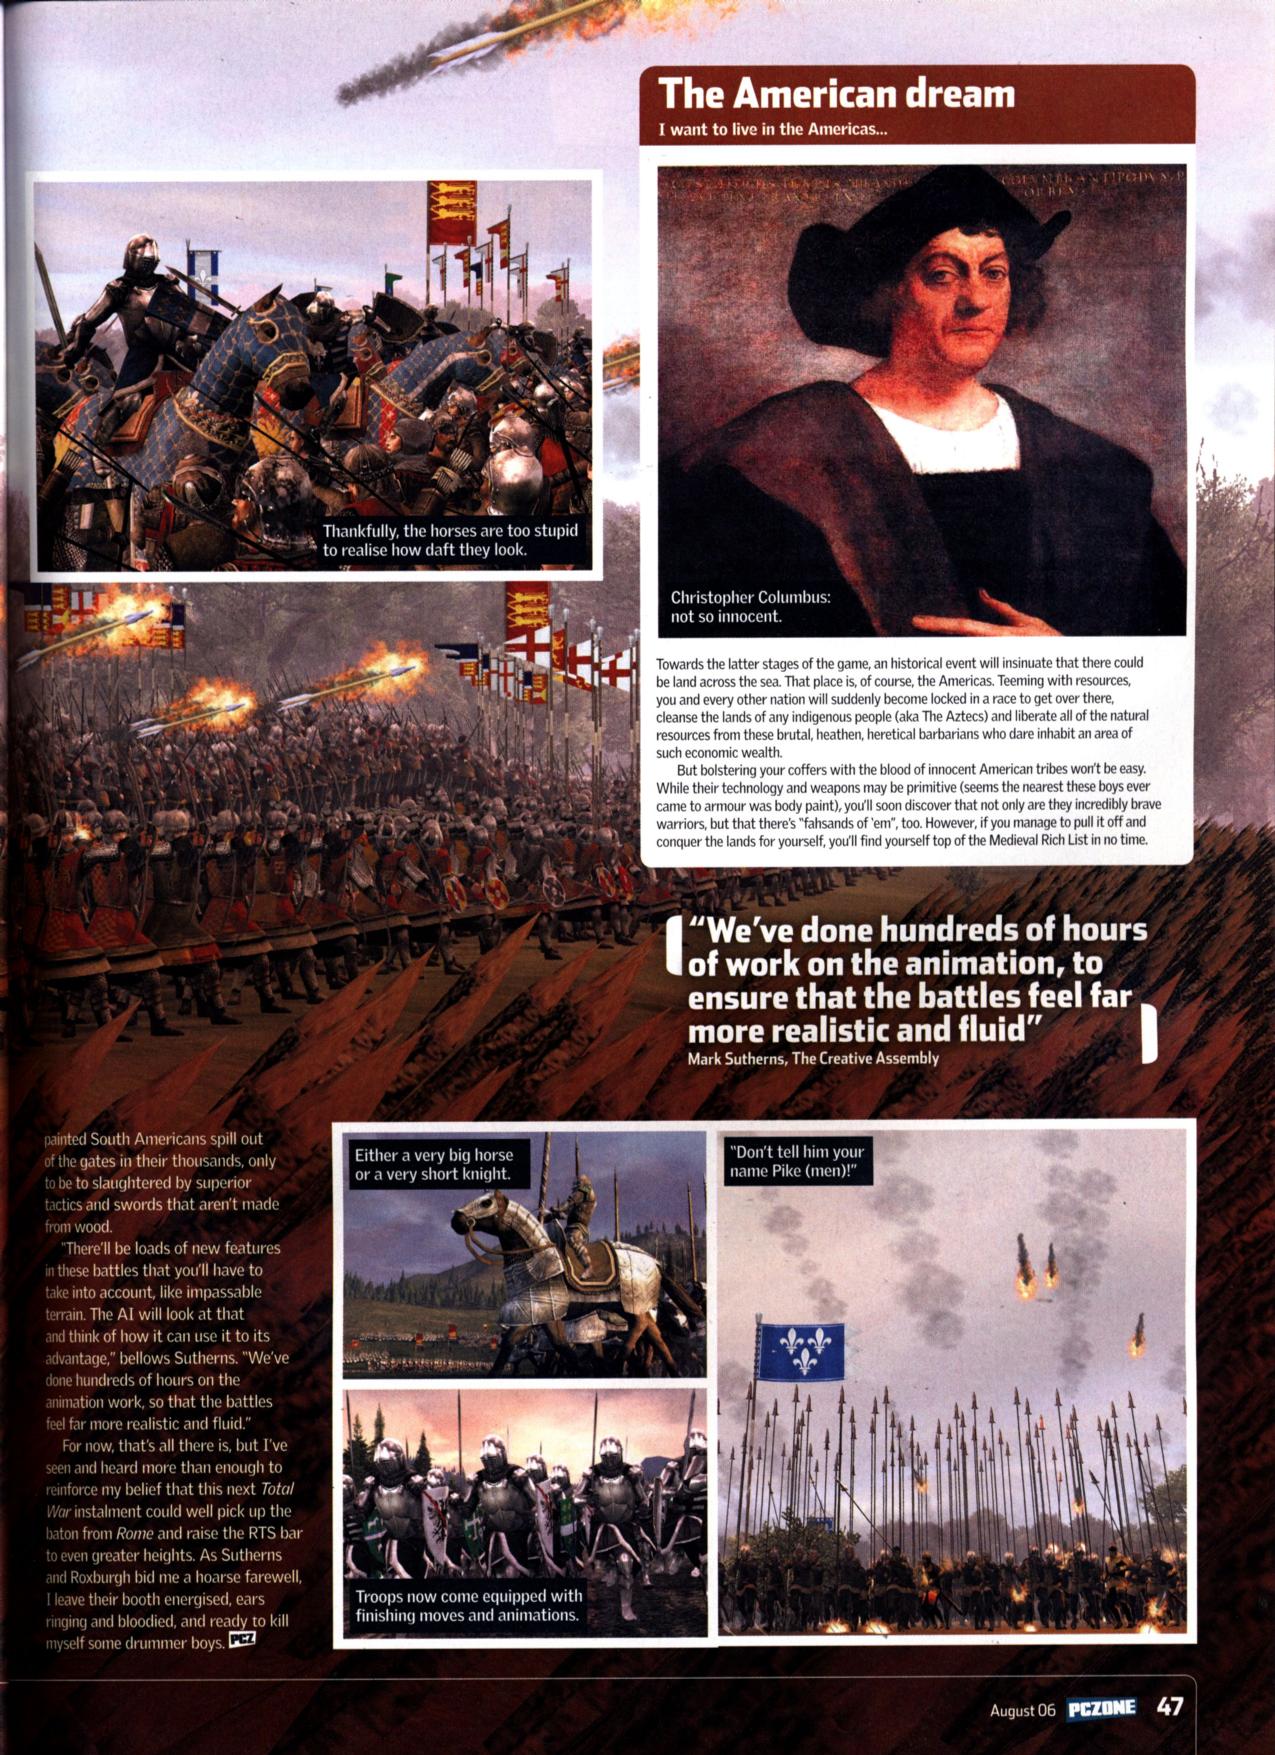 The American dream
I want to live in the Americas...
Thankfully, the horses are too stupid
to realise how daft they look.
Christopher Columbus:
not so innocent.
Towards the latter stages of the game, an historical event will insinuate that there could
be land across the sea. That place is, of course, the Americas. Teeming with resources,
you and every other nation will suddenly become locked in a race to get over there,
cleanse the lands of any indigenous people (aka The Aztecs) and liberate all of the natural
resources from these brutal, heathen, heretical barbarians who dare inhabit an area of
such economic wealth.
But bolstering your coffers with the blood of innocent American tribes won't be easy.
While their technology and weapons may be primitive (seems the nearest these boys ever
came to armour was body paint), you'll soon discover that not only are they incredibly brave
warriors, but that there's "fahsands of 'em", too. However, if you manage to pull it off and
conquer the lands for yourself, you'll find yourself top of the Medieval Rich List in no time.
"We've done hundreds of hours
of work on the animation, to
ensure that the battles feel far
more realistic and fluid"
Mark Sutherns, The Creative Assembly
painted South Americans spill out
of the gates in their thousands, only
to be to slaughtered by superior
tactics and swords that aren't made
from wood.
"There'll be loads of new features
in these battles that you'll have to
take into account, like impassable
terrain. The AI will look at that
and think of how it can use it to its
advantage," bellows Sutherns. "We've
done hundreds of hours on the
animation work, so that the battles
feel far more realistic and fluid."
For now, that's all there is, but I've
seen and heard more than enough to
reinforce my belief that this next Total
War instalment could well pick up the
baton from Rome and raise the RTS bar
to even greater heights. As Sutherns
and Roxburgh bid me a hoarse farewell,
I leave their booth energised, ears
ringing and bloodied, and ready to kill
myself some drummer boys. PCZ
Either a very big horse
or a very short knight.
"Don't tell him your
name Pike (men)!"
Troops now come equipped with
finishing moves and animations.
August 06 PCZONE 47